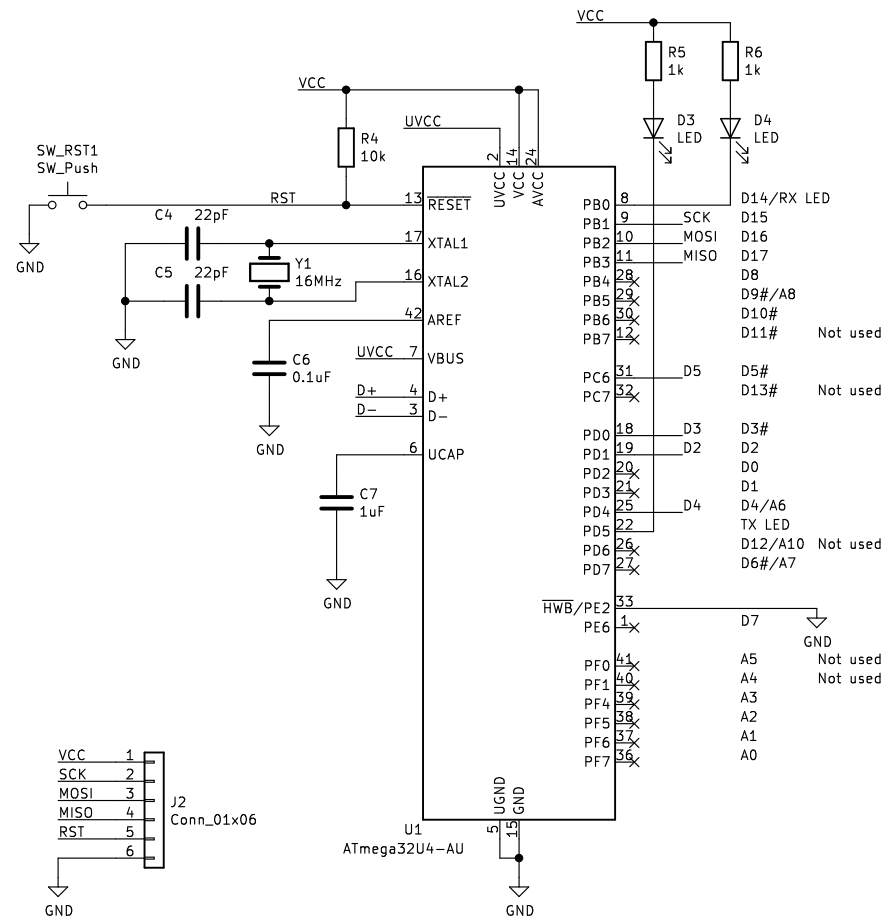 VCC
R5
1k
R6
1k
VCC
D3
LED
D4
LED
UVCC
R4
10k
SW_RST1
SW_Push
RST
GND
C4 22pF
C5 22pF
Y1
16MHz
GND
C6
0.1uF
GND
UVCC
D+
D-
C7
1uF
GND
2 UVCC
14 VCC
24 AVCC
13 RESET
17 XTAL1
16 XTAL2
42 AREF
7 VBUS
4 D+
3 D-
6 UCAP
PB0 8 D14/RX LED
PB1 9 SCK D15
PB2 10 MOSI D16
PB3 11 MISO D17
PB4 28 D8
PB5 29 D9#/A8
PB6 30 D10#
PB7 12 D11# Not used
PC6 31 D5 D5#
PC7 32 D13# Not used
PD0 18 D3 D3#
PD1 19 D2 D2
PD2 20 D0
PD3 21 D1
PD4 25 D4 D4/A6
PD5 22 TX LED
PD6 26 D12/A10 Not used
PD7 27 D6#/A7
HWB/PE2 33
GND
PE6 1 D7
PF0 41 A5 Not used
PF1 40 A4 Not used
PF4 39 A3
PF5 38 A2
PF6 37 A1
PF7 36 A0
5 UGND
15 GND
U1
ATmega32U4-AU
GND
VCC 1
SCK 2
MOSI 3
MISO 4
RST 5
6
J2
Conn_01x06
GND